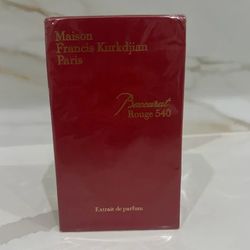 Maison
Francis Kurkdjian
Paris
Baccarat
Rouge 540
Extrait de parfum